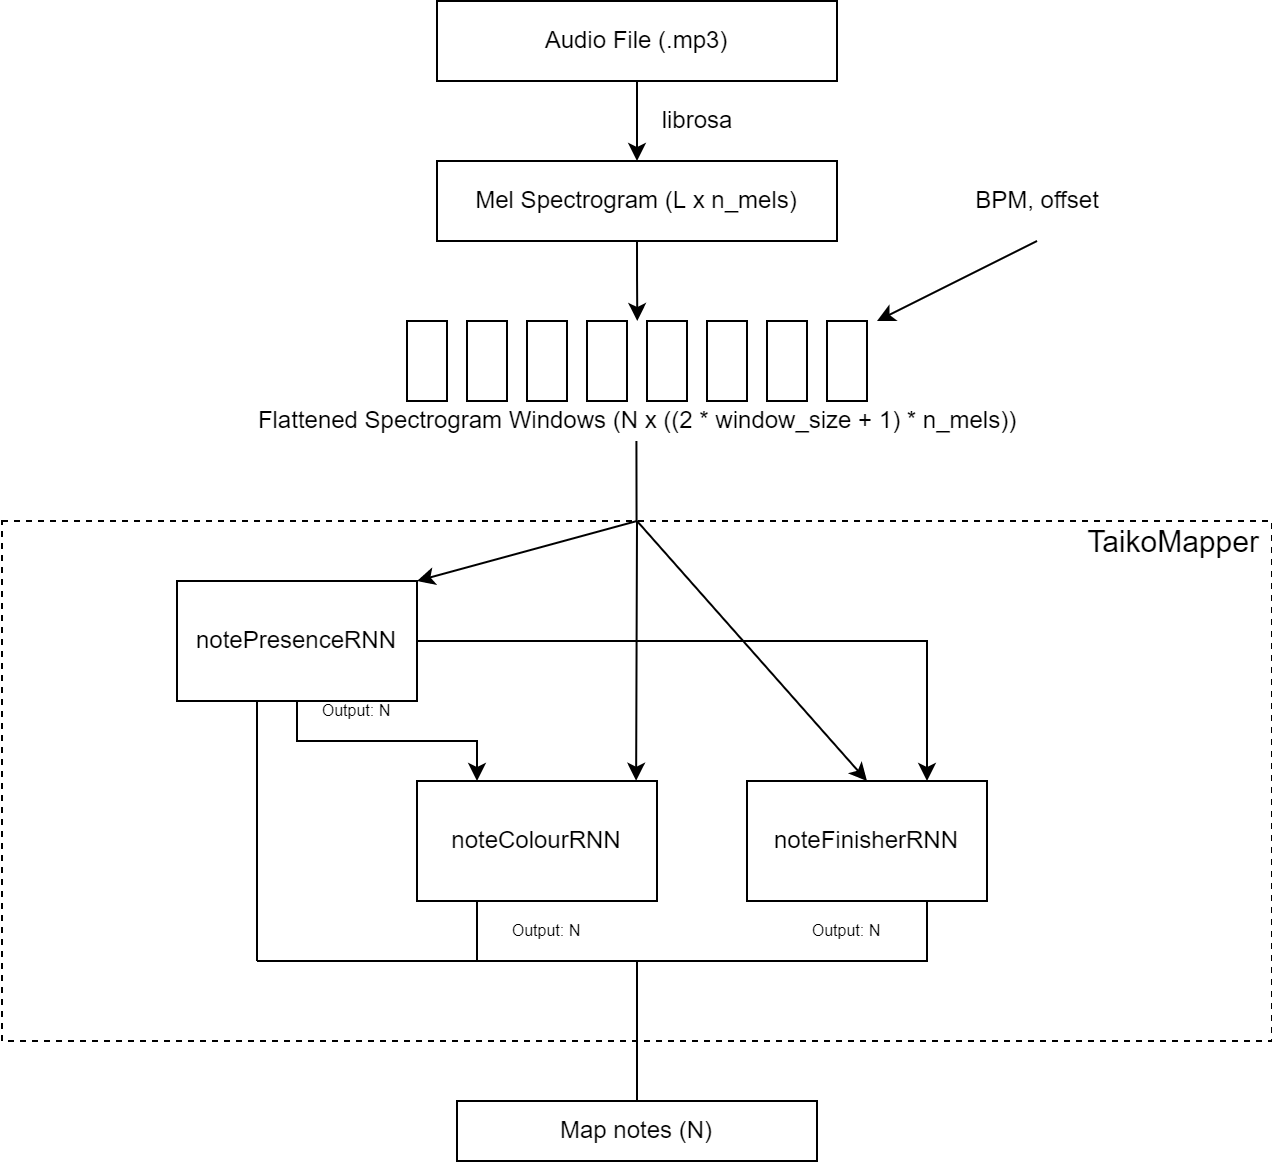 Audio File (.mp3)
librosa
Mel Spectrogram (L x n_mels)
BPM, offset
Flattened Spectrogram Windows (N x ((2 * window_size + 1) * n_mels))
TaikoMapper
notePresenceRNN
Output: N
noteColourRNN
noteFinisherRNN
Output: N
Output: N
Map notes (N)